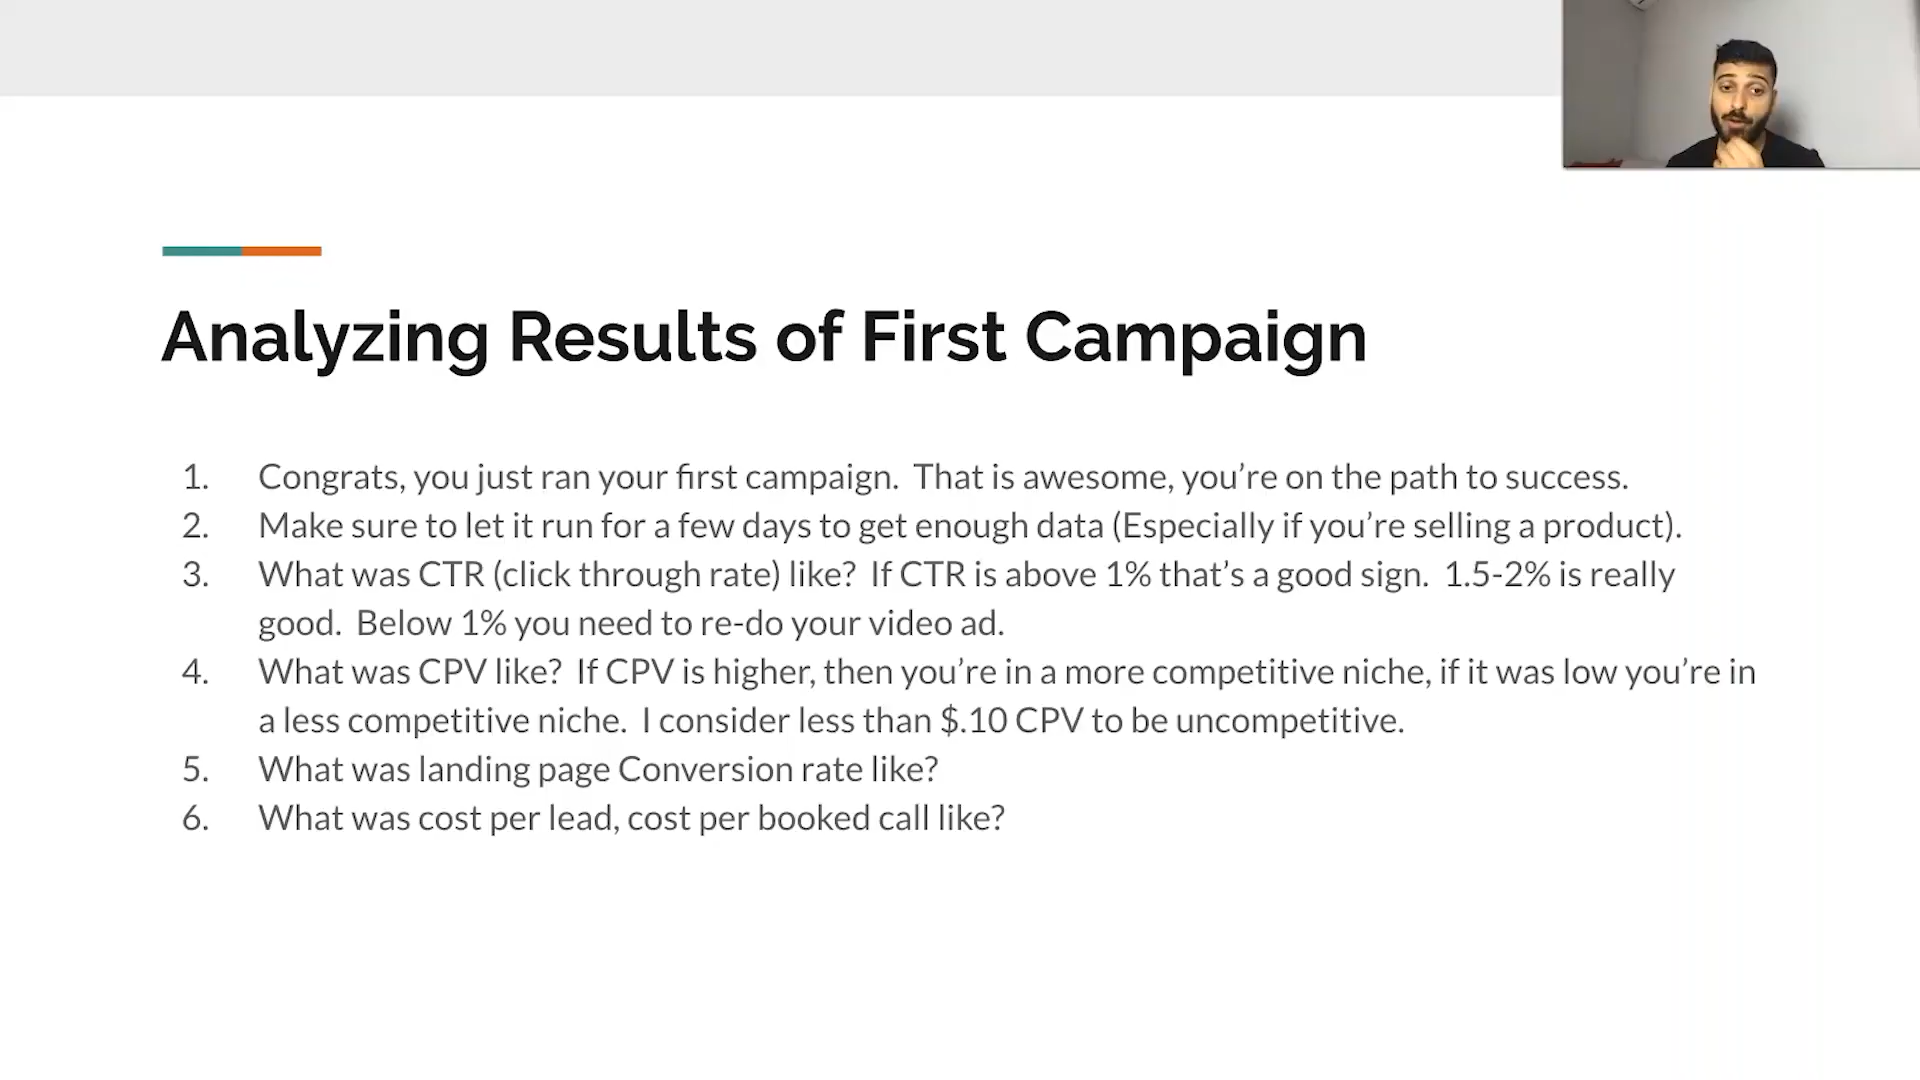 Analyzing Results of First Campaign
1. Congrats, you just ran your first campaign.  That is awesome, you’re on the path to success.
2. Make sure to let it run for a few days to get enough data (Especially if you’re selling a product).
3. What was CTR (click through rate) like?  If CTR is above 1% that’s a good sign.  1.5-2% is really
good.  Below 1% you need to re-do your video ad.
4. What was CPV like?  If CPV is higher, then you’re in a more competitive niche, if it was low you’re in
a less competitive niche.  I consider less than $.10 CPV to be uncompetitive.
5. What was landing page Conversion rate like?
6. What was cost per lead, cost per booked call like?